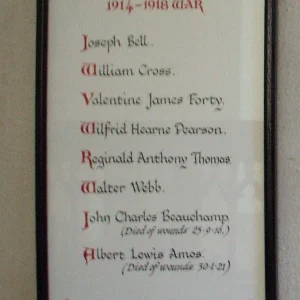 1914-1918 WAR
Joseph Bell.
William Cross.
Valentine James Forty.
Wilfrid Hearne Pearson.
Reginald Anthony Thomas.
Walter Webb.
John Charles Beauchamp
(Died of wounds 25·9·16.)
Albert Lewis Amos.
(Died of wounds 30·1·21)